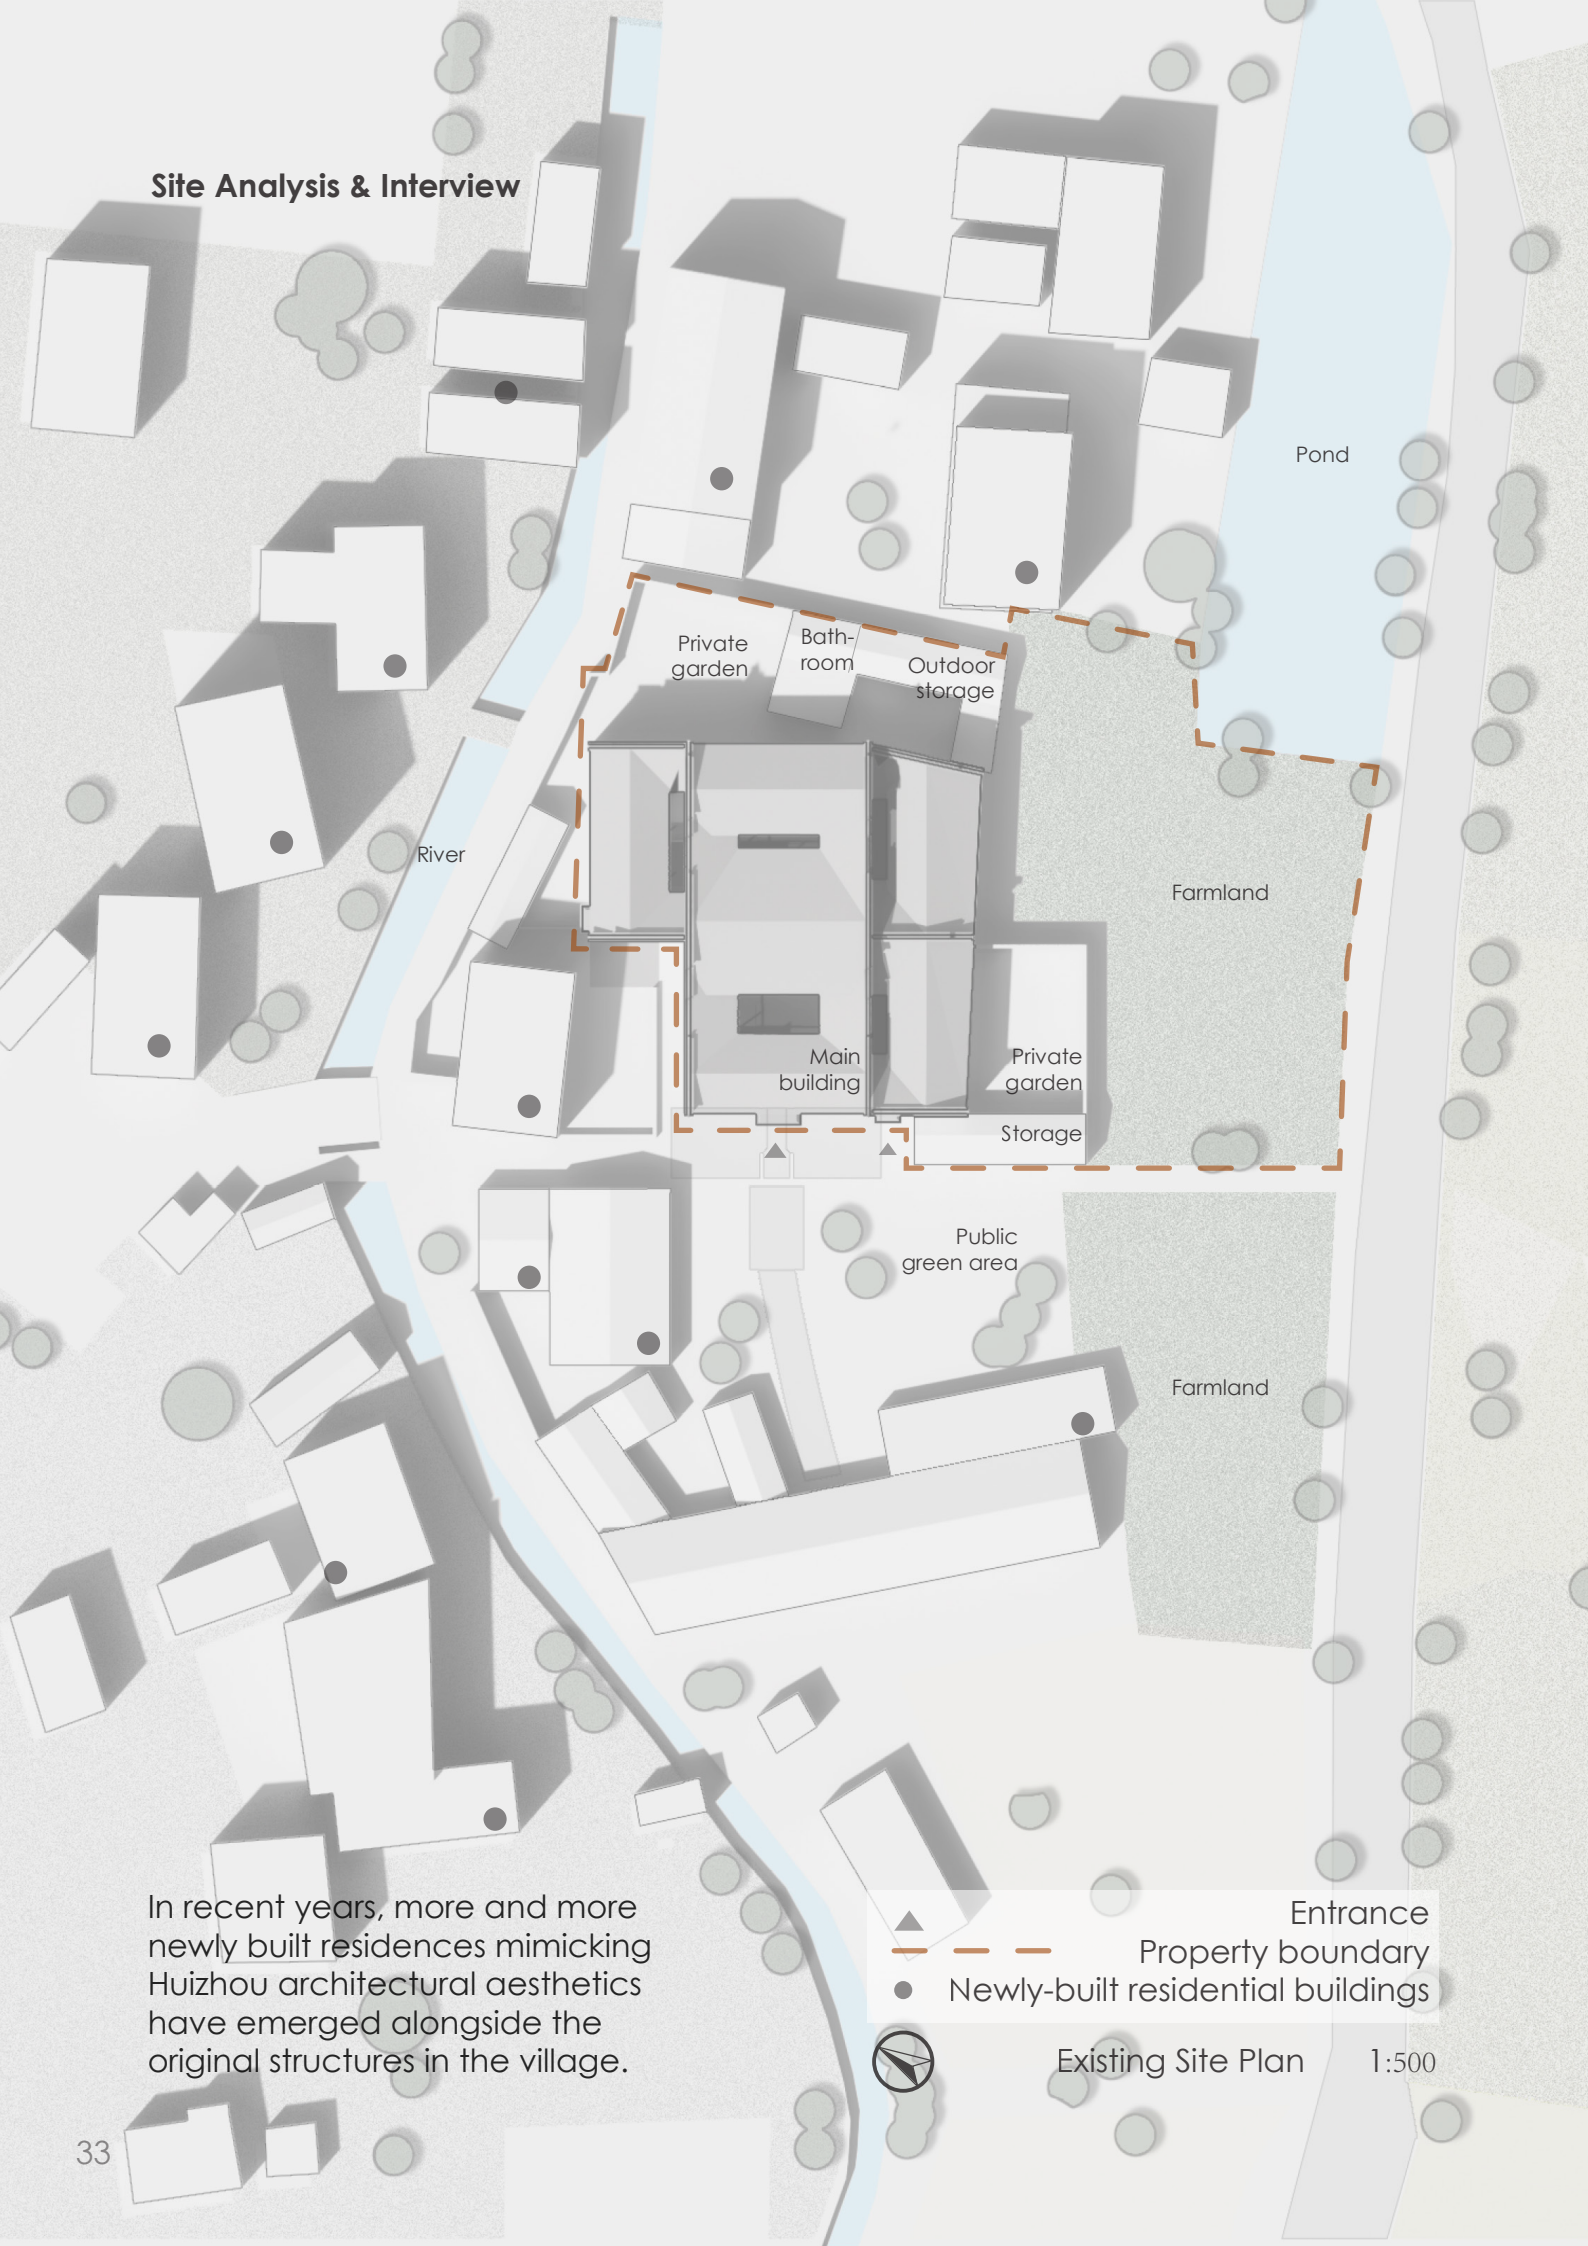 Site Analysis & Interview
Pond
Private
garden
Bath-
room
Outdoor
storage
River
Farmland
Main
building
Private
garden
Storage
Public
green area
Farmland
In recent years, more and more
newly built residences mimicking
Huizhou architectural aesthetics
have emerged alongside the
original structures in the village.
Entrance
Property boundary
Newly-built residential buildings
Existing Site Plan 1:500
33